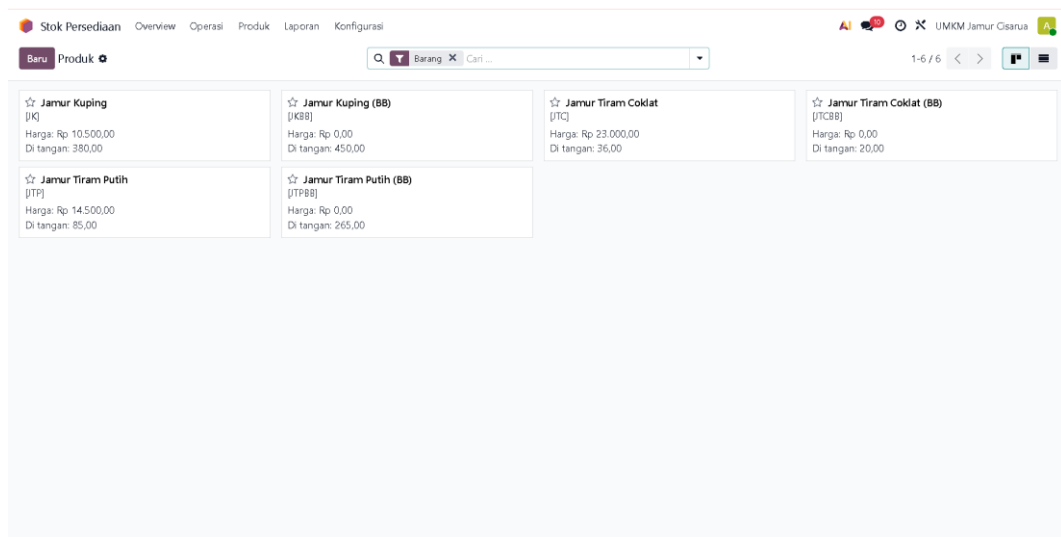 Stok Persediaan Overview Operasi Produk Laporan Konfigurasi AI 10 UMKM Jamur Cisarua A
Baru Produk Barang Cari ... 1-6 / 6
Jamur Kuping
[JK]
Harga: Rp 10.500,00
Di tangan: 380,00
Jamur Kuping (BB)
[JKBB]
Harga: Rp 0,00
Di tangan: 450,00
Jamur Tiram Coklat
[JTC]
Harga: Rp 23.000,00
Di tangan: 36,00
Jamur Tiram Coklat (BB)
[JTCBB]
Harga: Rp 0,00
Di tangan: 20,00
Jamur Tiram Putih
[JTP]
Harga: Rp 14.500,00
Di tangan: 85,00
Jamur Tiram Putih (BB)
[JTPBB]
Harga: Rp 0,00
Di tangan: 265,00